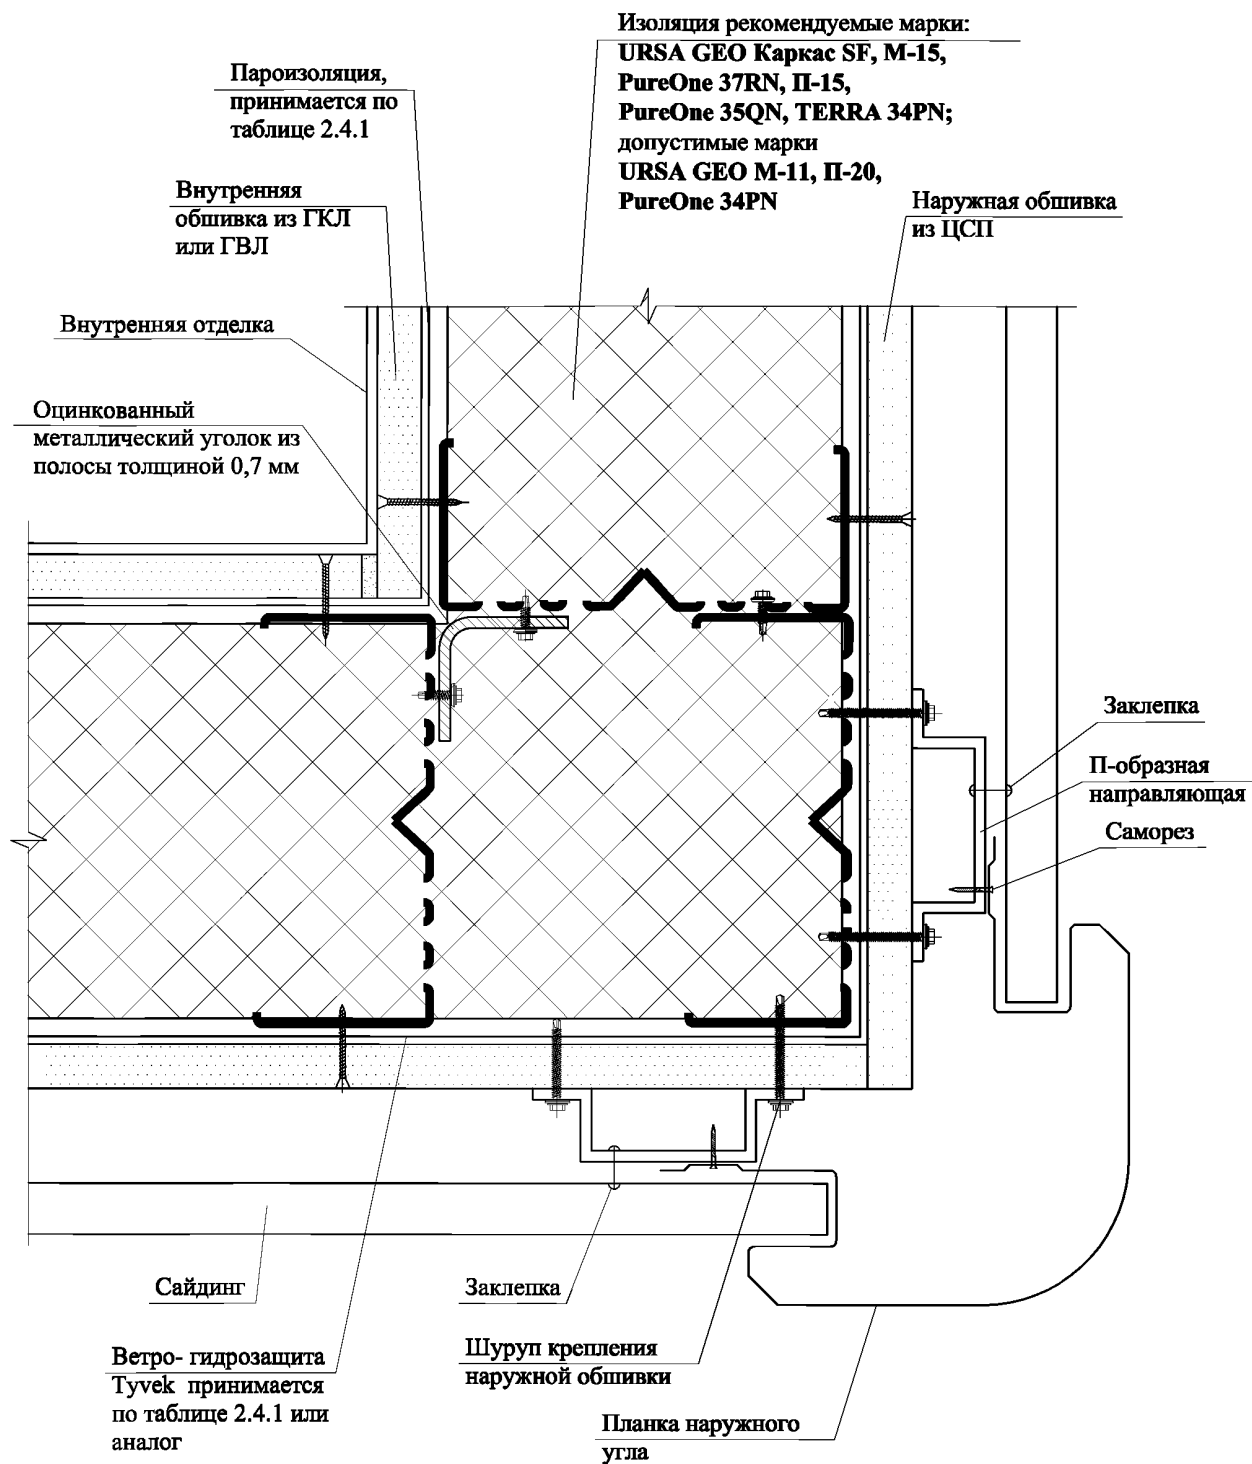 Изоляция рекомендуемые марки:
URSA GEO Каркас SF, М-15,
PureOne 37RN, П-15,
PureOne 35QN, TERRA 34PN;
допустимые марки
URSA GEO М-11, П-20,
PureOne 34PN
Пароизоляция,
принимается по
таблице 2.4.1
Внутренняя
обшивка из ГКЛ
или ГВЛ
Наружная обшивка
из ЦСП
Внутренняя отделка
Оцинкованный
металлический уголок из
полосы толщиной 0,7 мм
Заклепка
П-образная
направляющая
Саморез
Сайдинг
Заклепка
Ветро- гидрозащита
Tyvek принимается
по таблице 2.4.1 или
аналог
Шуруп крепления
наружной обшивки
Планка наружного
угла